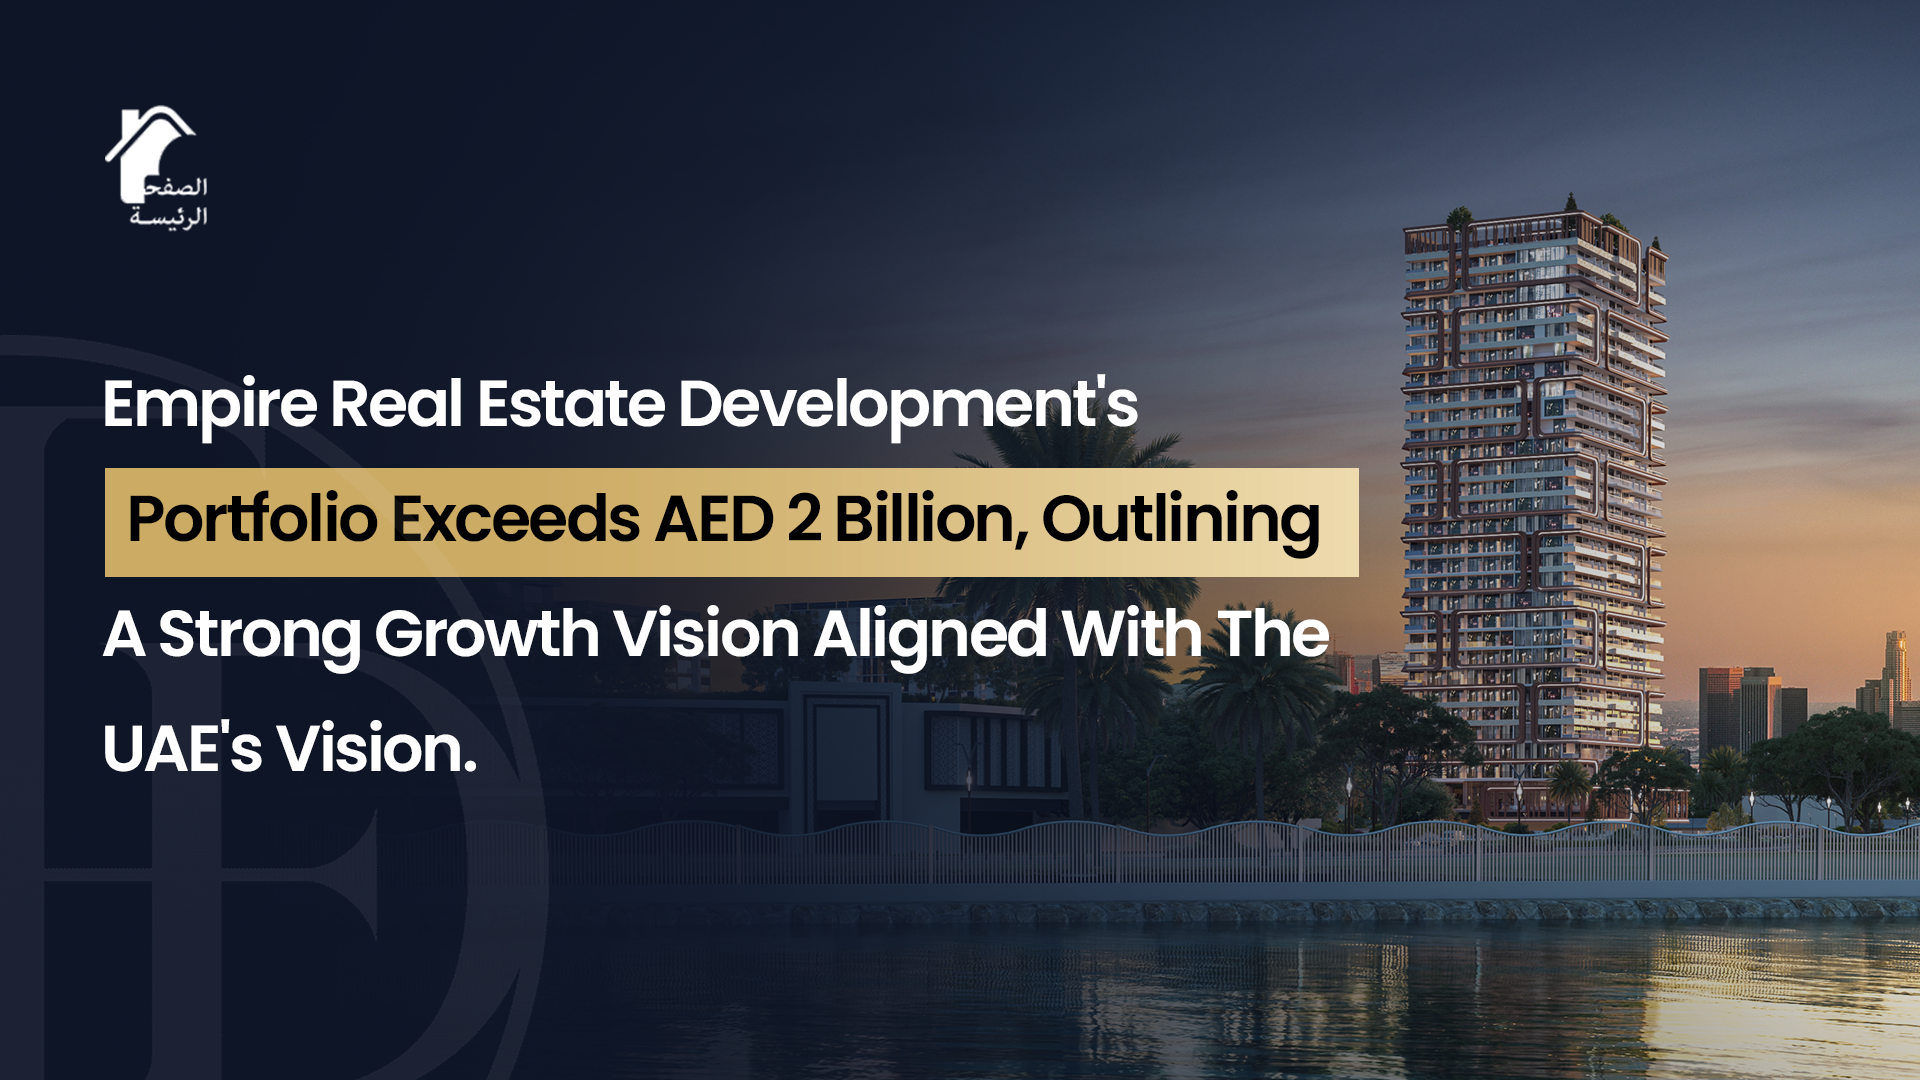 الصفحـ
الرئيسـة
Empire Real Estate Development's
Portfolio Exceeds AED 2 Billion, Outlining
A Strong Growth Vision Aligned With The
UAE's Vision.